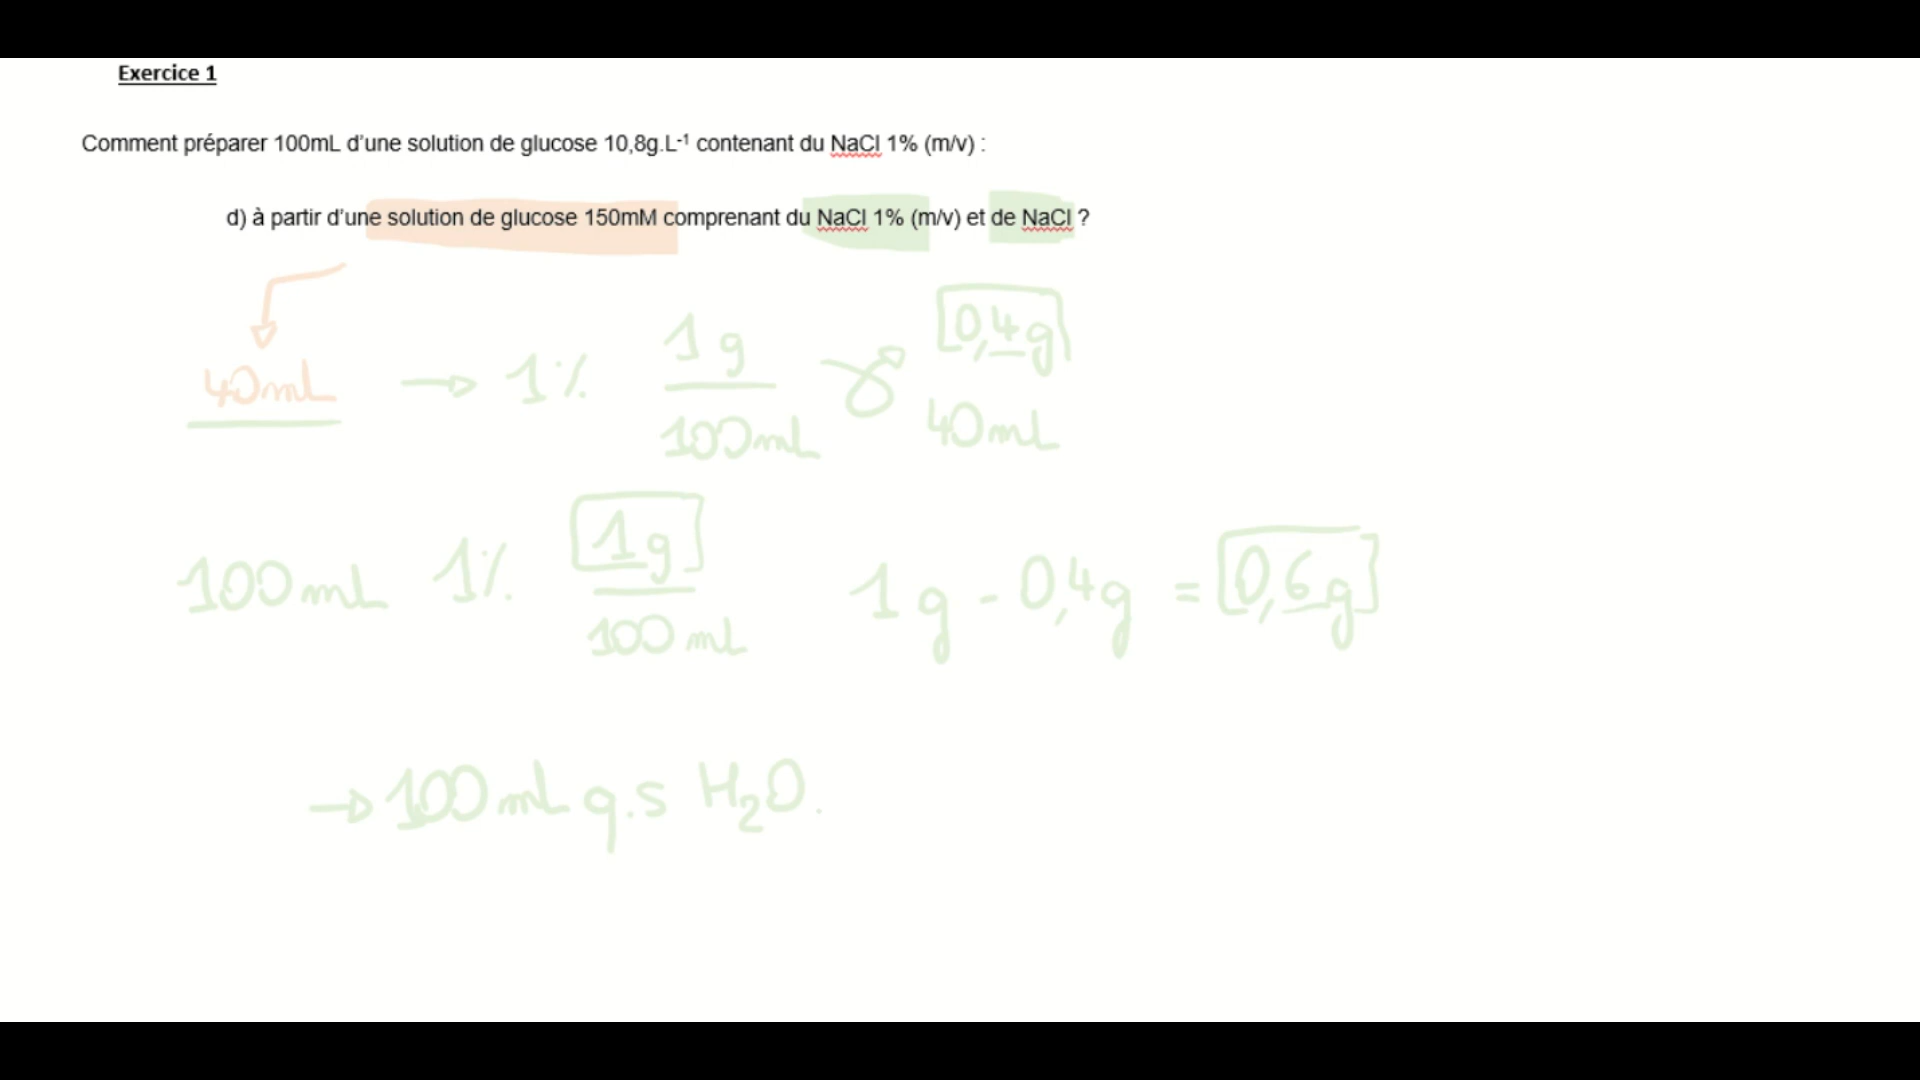 Exercice 1
Comment préparer 100mL d'une solution de glucose 10,8g.L⁻¹ contenant du NaCl 1% (m/v) :
d) à partir d'une solution de glucose 150mM comprenant du NaCl 1% (m/v) et de NaCl ?
40mL → 1% 1g / 100mL 0,4g / 40mL
100mL 1% 1g / 100mL 1g - 0,4g = 0,6g
→ 100mL q.s H₂O.